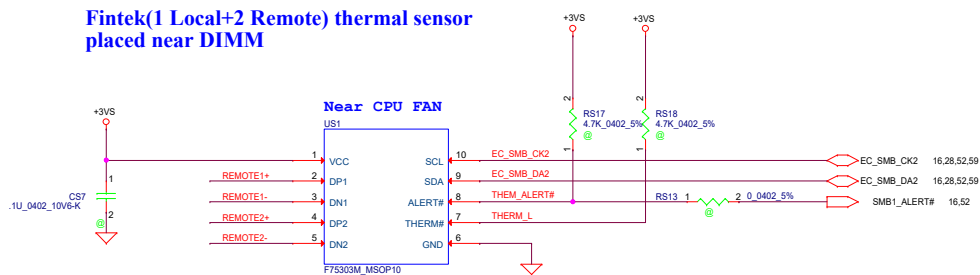 Fintek(1 Local+2 Remote) thermal sensor
placed near DIMM
+3VS
+3VS
Near CPU FAN
2
2
+3VS
US1
RS17
RS18
4.7K_0402_5%
4.7K_0402_5%
@
@
1
1
1
VCC
SCL
10
EC_SMB_CK2
EC_SMB_CK2
16,28,52,59
1
REMOTE1+
2
DP1
SDA
9
EC_SMB_DA2
EC_SMB_DA2
16,28,52,59
CS7
.1U_0402_10V6-K
REMOTE1-
3
DN1
ALERT#
8
THEM_ALERT#
RS13
1
2
0_0402_5%
SMB1_ALERT#
16,52
2
@
REMOTE2+
4
DP2
THERM#
7
THERM_L
@
REMOTE2-
5
DN2
GND
6
F75303M_MSOP10